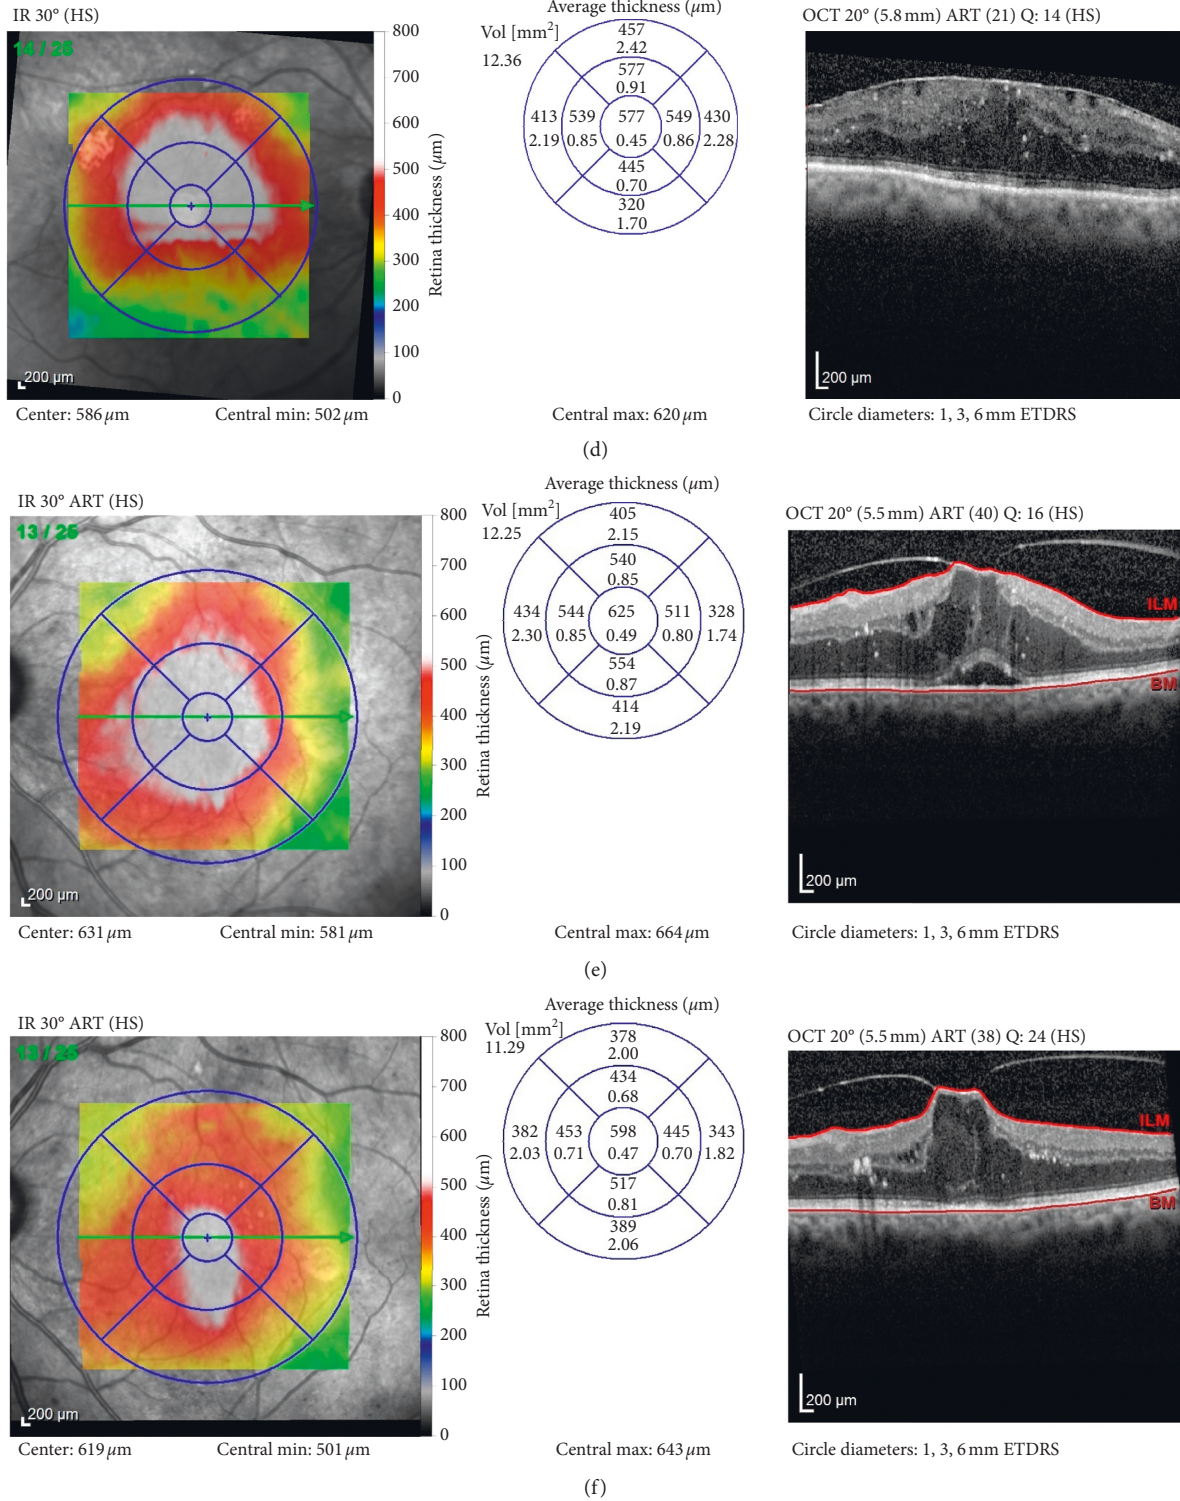 Average thickness (μm)
IR 30° (HS)
OCT 20° (5.8 mm) ART (21) Q: 14 (HS)
14 / 25
800
700
600
500
400
300
200
100
0
Retina thickness (μm)
Vol [mm²]
12.36
457
2.42
577
0.91
413 539 577 549 430
2.19 0.85 0.45 0.86 2.28
445
0.70
320
1.70
200 μm
200 μm
Center: 586 μm
Central min: 502 μm
Central max: 620 μm
Circle diameters: 1, 3, 6 mm ETDRS
(d)
Average thickness (μm)
IR 30° ART (HS)
OCT 20° (5.5 mm) ART (40) Q: 16 (HS)
13 / 25
800
700
600
500
400
300
200
100
0
Retina thickness (μm)
Vol [mm²]
12.25
405
2.15
540
0.85
434 544 625 511 328
2.30 0.85 0.49 0.80 1.74
554
0.87
414
2.19
ILM
BM
200 μm
200 μm
Center: 631 μm
Central min: 581 μm
Central max: 664 μm
Circle diameters: 1, 3, 6 mm ETDRS
(e)
Average thickness (μm)
IR 30° ART (HS)
OCT 20° (5.5 mm) ART (38) Q: 24 (HS)
13 / 25
800
700
600
500
400
300
200
100
0
Retina thickness (μm)
Vol [mm²]
11.29
378
2.00
434
0.68
382 453 598 445 343
2.03 0.71 0.47 0.70 1.82
517
0.81
389
2.06
ILM
BM
200 μm
200 μm
Center: 619 μm
Central min: 501 μm
Central max: 643 μm
Circle diameters: 1, 3, 6 mm ETDRS
(f)